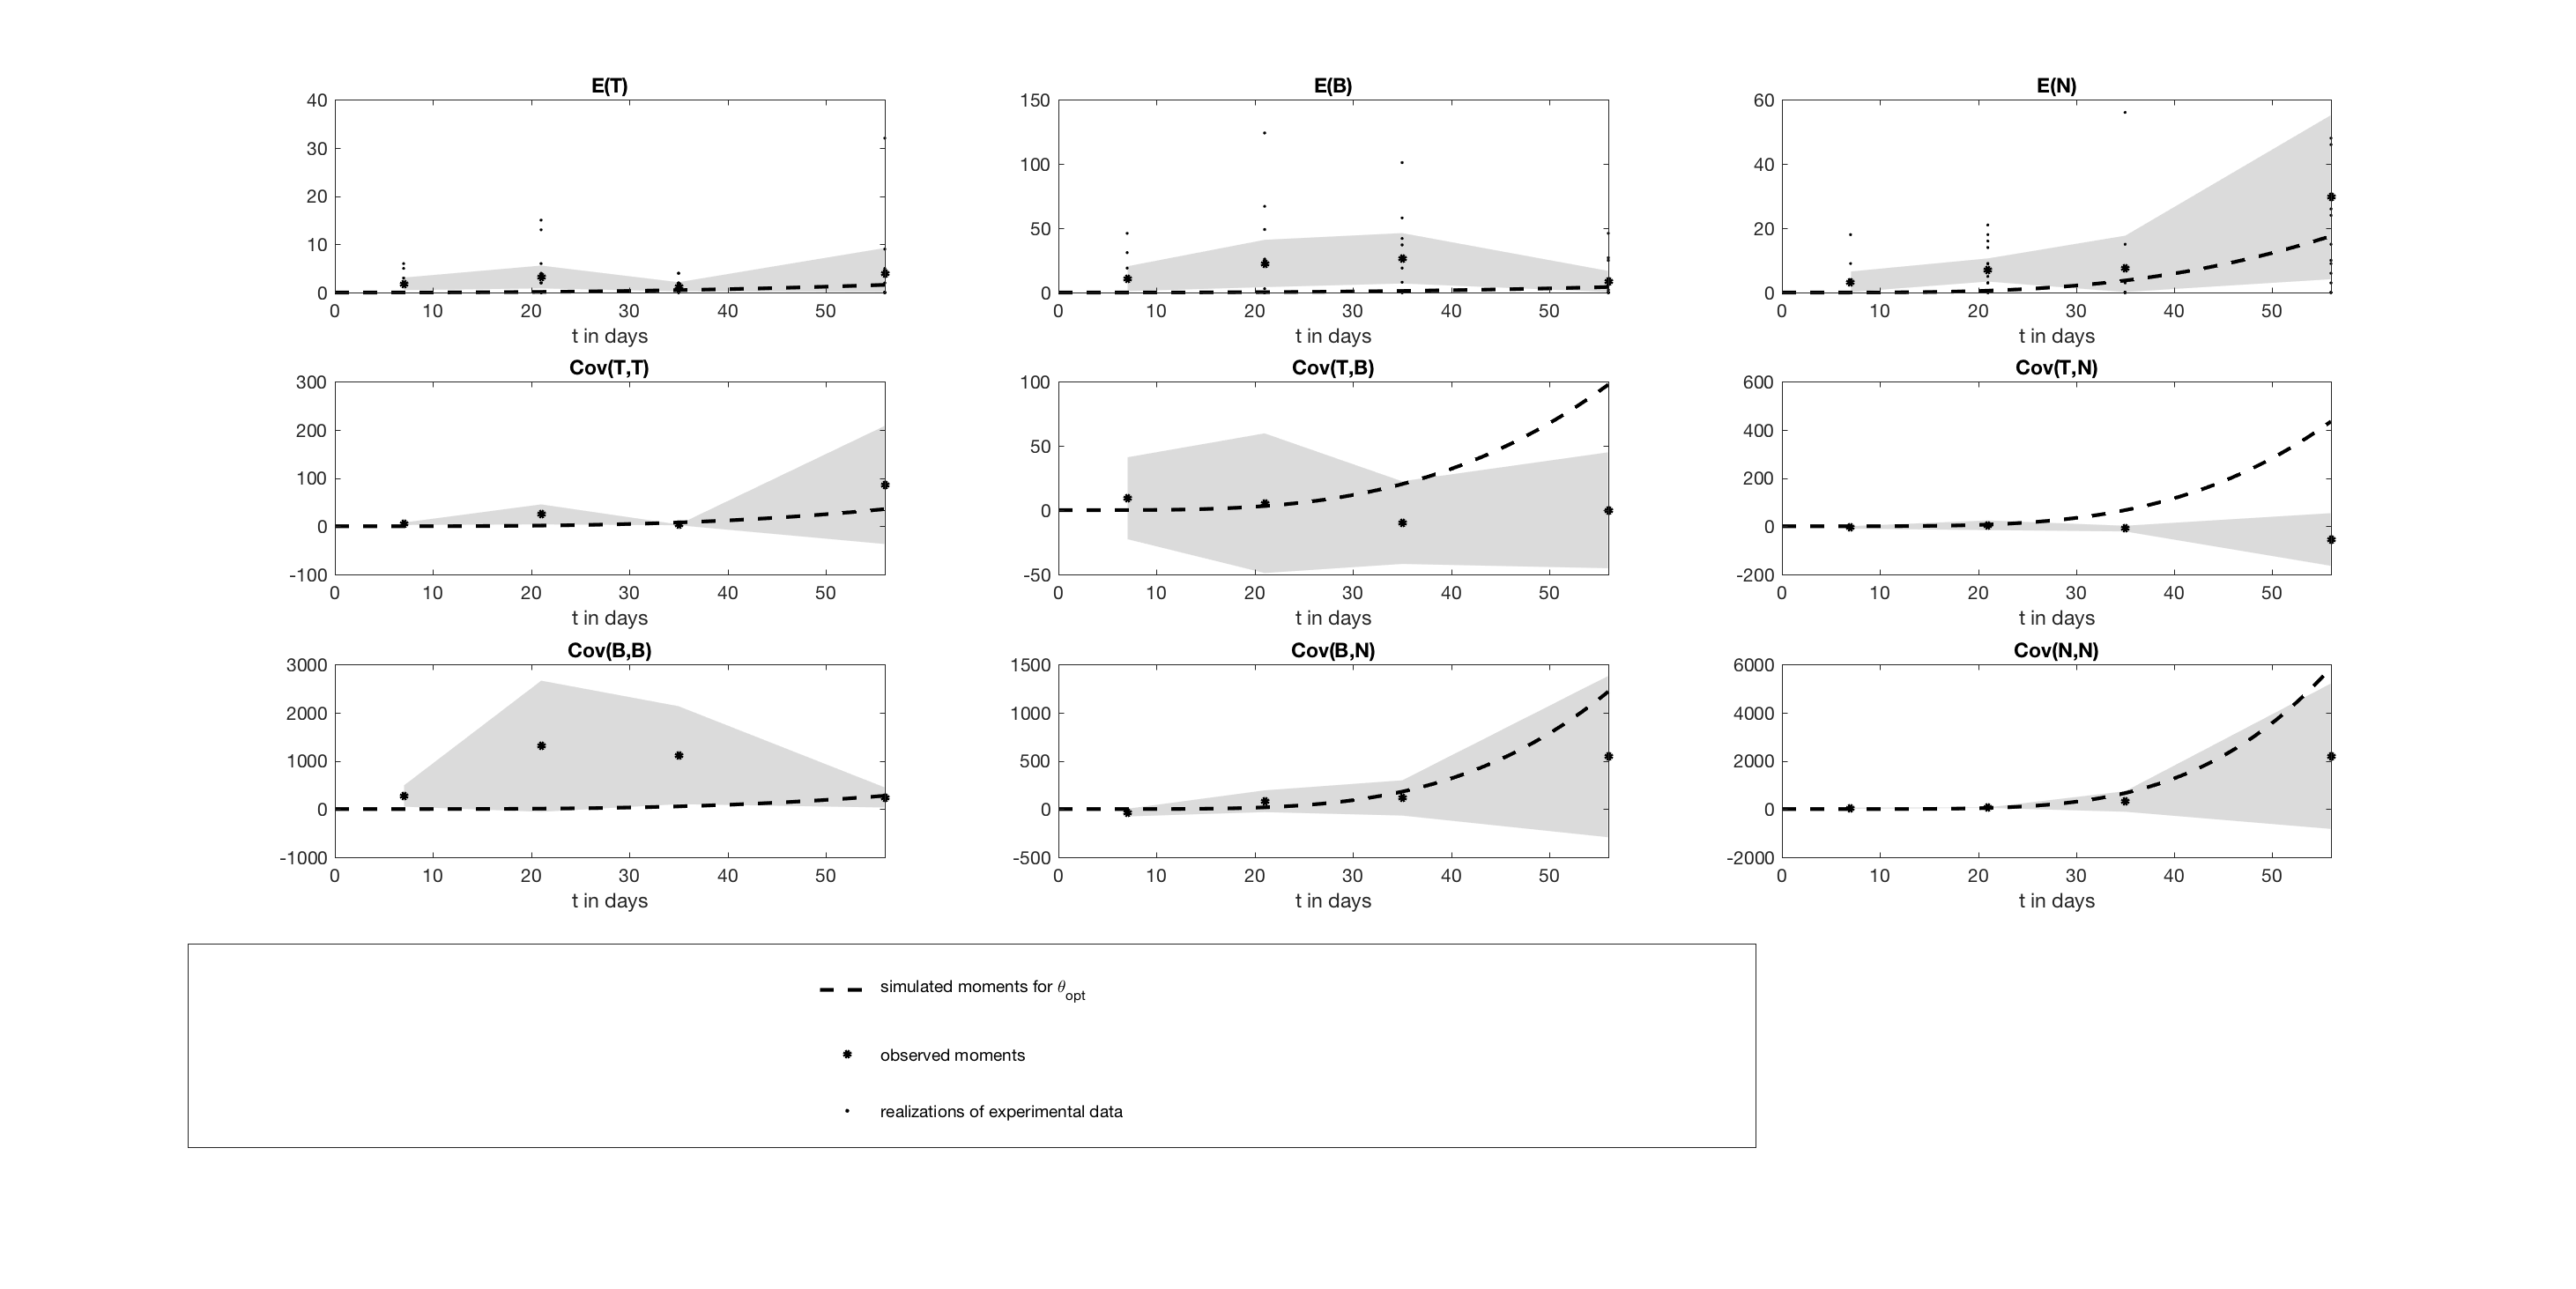 E(T) E(B) E(N)
40 150 60
30 100 40
20 50 20
10 0 0
0
0 10 20 30 40 50 0 10 20 30 40 50 0 10 20 30 40 50
t in days t in days t in days
Cov(T,T) Cov(T,B) Cov(T,N)
300 100 600
200 50 400
100 0 200
0 -50 0
-100 -200
0 10 20 30 40 50 0 10 20 30 40 50 0 10 20 30 40 50
t in days t in days t in days
Cov(B,B) Cov(B,N) Cov(N,N)
3000 1500 6000
2000 1000 4000
1000 500 2000
0 0 0
-1000 -500 -2000
0 10 20 30 40 50 0 10 20 30 40 50 0 10 20 30 40 50
t in days t in days t in days
simulated moments for θopt
observed moments
realizations of experimental data